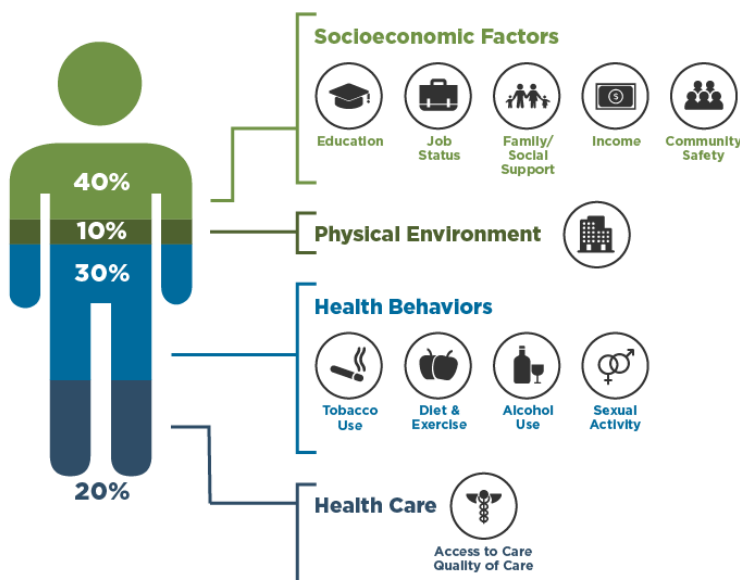 Socioeconomic Factors
Education
Job
Status
Family/
Social
Support
Income
Community
Safety
40%
10%
Physical Environment
30%
Health Behaviors
Tobacco
Use
Diet &
Exercise
Alcohol
Use
Sexual
Activity
20%
Health Care
Access to Care
Quality of Care
$